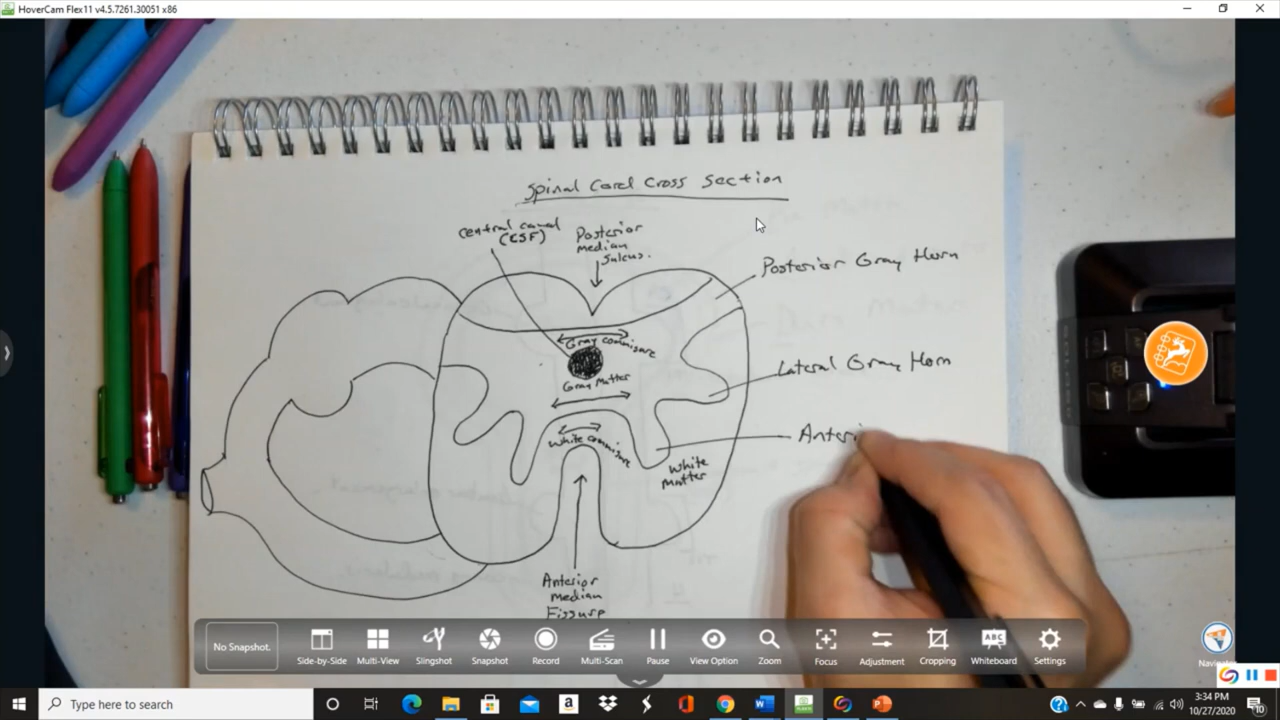 HoverCam Flex11 v4.5.7261.30051 x86
Spinal Cord Cross Section
Central canal
(CSF)
Posterior
median
Sulcus.
Posterior Gray Horn
Gray commisure
Gray Matter
Lateral Gray Horn
White commisure
Anteri
White
Matter
Anterior
median
Fissure
No Snapshot.
Side-by-Side
Multi-View
Slingshot
Snapshot
Record
Multi-Scan
Pause
View Option
Zoom
Focus
Adjustment
Cropping
ABC
Whiteboard
Settings
Type here to search
3:34 PM
10/27/2020